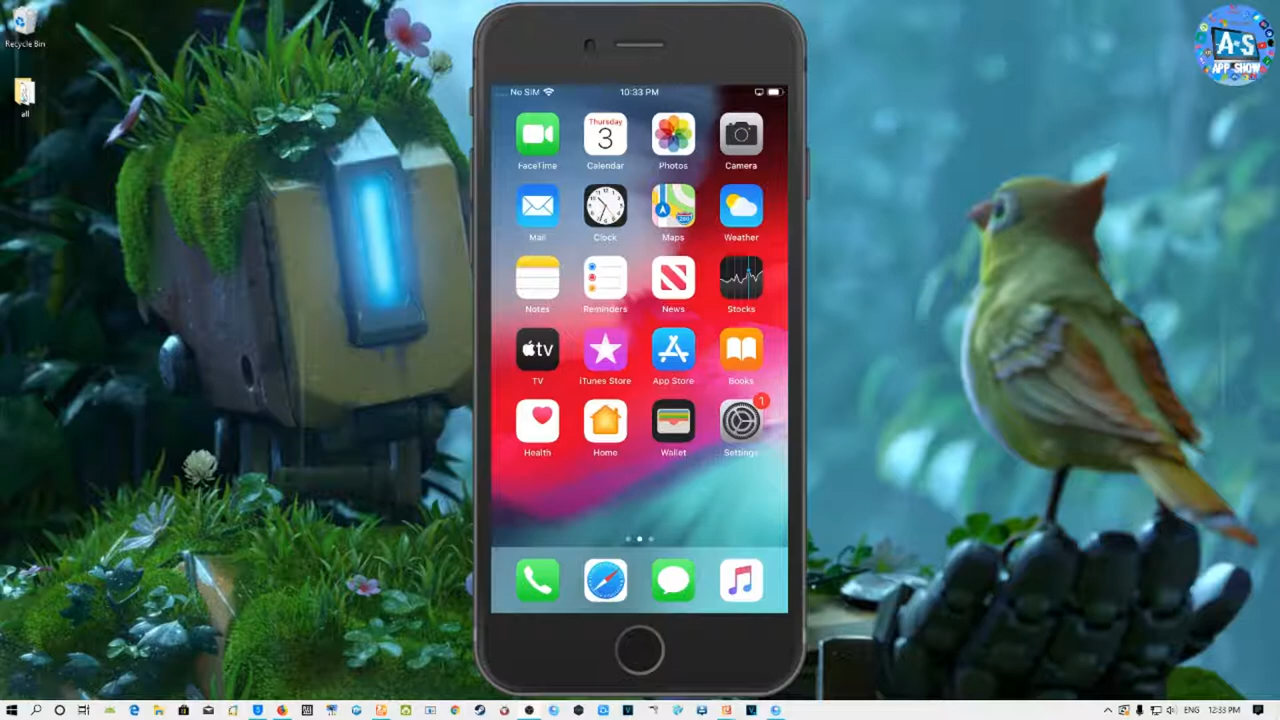 Recycle Bin
all
A S
APP SHOW
No SIM
10:33 PM
Thursday
3
FaceTime
Calendar
Photos
Camera
Mail
Clock
Maps
Weather
Notes
Reminders
News
Stocks
tv
TV
iTunes Store
App Store
Books
1
Health
Home
Wallet
Settings
ENG
12:33 PM